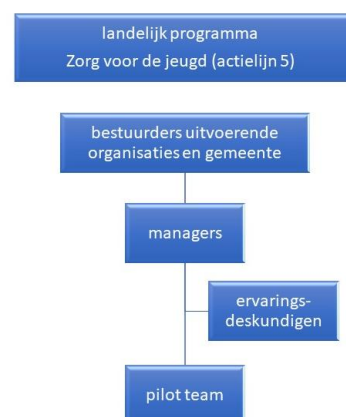 landelijk programma
Zorg voor de jeugd (actielijn 5)
bestuurders uitvoerende
organisaties en gemeente
managers
ervarings-
deskundigen
pilot team